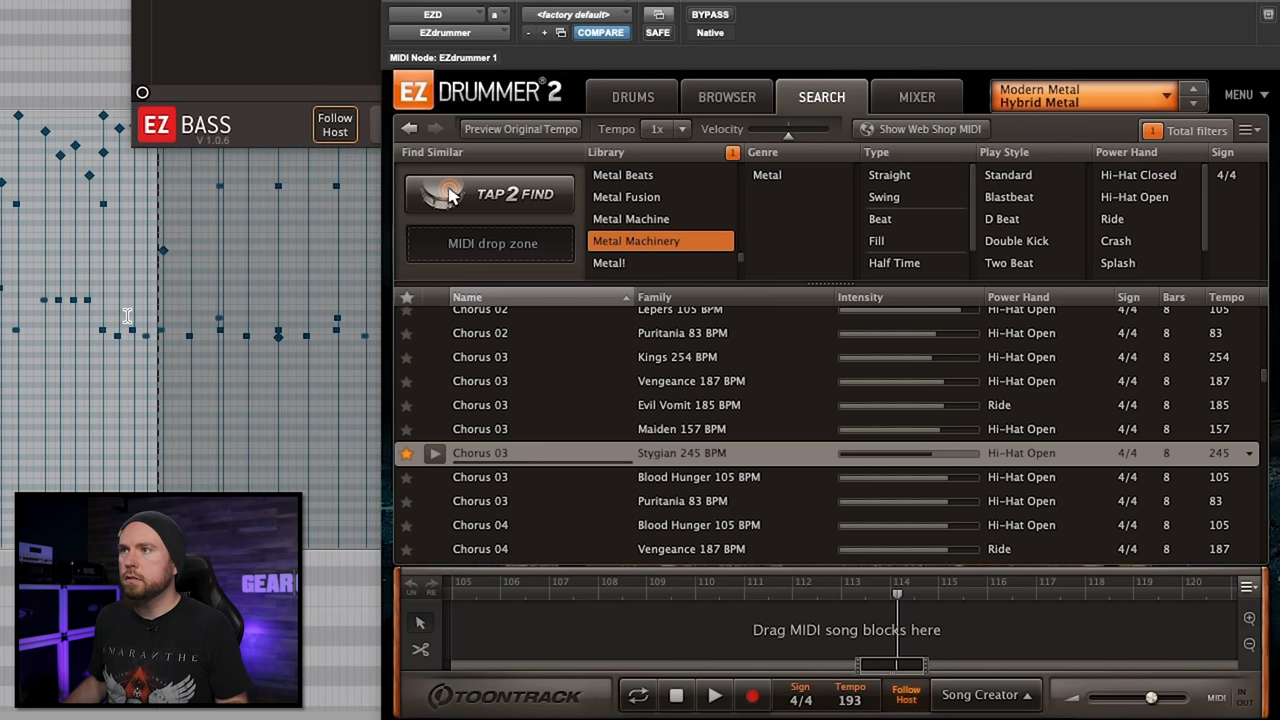 EZD
a
<factory default>
BYPASS
EZdrummer
- +
COMPARE
SAFE
Native
MIDI Node: EZdrummer 1
EZ DRUMMER® 2
DRUMS
BROWSER
SEARCH
MIXER
Modern Metal
Hybrid Metal
MENU
EZ BASS
V 1.0.6
Follow
Host
Preview Original Tempo
Tempo
1x
Velocity
Show Web Shop MIDI
1
Total filters
Find Similar
Library
1
Genre
Type
Play Style
Power Hand
Sign
TAP2FIND
MIDI drop zone
Metal Beats
Metal Fusion
Metal Machine
Metal Machinery
Metal!
Metal
Straight
Swing
Beat
Fill
Half Time
Standard
Blastbeat
D Beat
Double Kick
Two Beat
Hi-Hat Closed
Hi-Hat Open
Ride
Crash
Splash
4/4
Name Family Intensity Power Hand Sign Bars Tempo
Chorus 02 Lepers 105 BPM Hi-Hat Open 4/4 8 105
Chorus 02 Puritania 83 BPM Hi-Hat Open 4/4 8 83
Chorus 03 Kings 254 BPM Hi-Hat Open 4/4 8 254
Chorus 03 Vengeance 187 BPM Hi-Hat Open 4/4 8 187
Chorus 03 Evil Vomit 185 BPM Ride 4/4 8 185
Chorus 03 Maiden 157 BPM Hi-Hat Open 4/4 8 157
Chorus 03 Stygian 245 BPM Hi-Hat Open 4/4 8 245
Chorus 03 Blood Hunger 105 BPM Hi-Hat Open 4/4 8 105
Chorus 03 Puritania 83 BPM Hi-Hat Open 4/4 8 83
Chorus 04 Blood Hunger 105 BPM Hi-Hat Open 4/4 8 105
Chorus 04 Vengeance 187 BPM Ride 4/4 8 187
UN RE
105 106 107 108 109 110 111 112 113 114 115 116 117 118 119 120
Drag MIDI song blocks here
TOONTRACK
Sign
4/4
Tempo
193
Follow
Host
Song Creator
MIDI
IN
OUT
GEAR
AMARANTHE